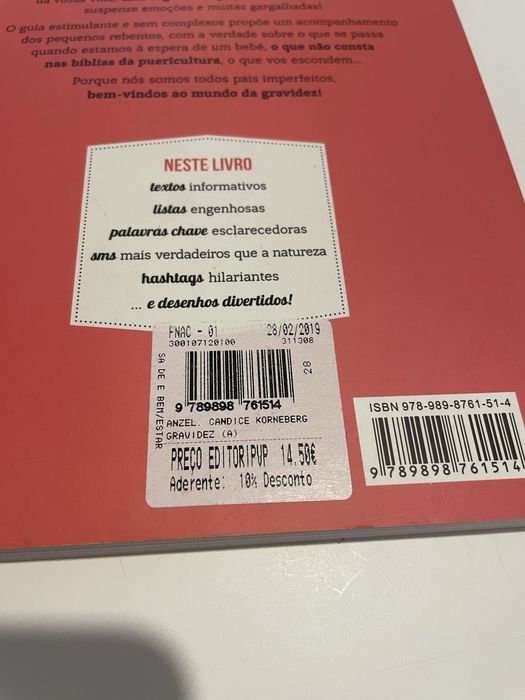 suspense emoções e muitas gargalhadas!
O guia estimulante e sem complexos propõe um acompanhamento
dos pequenos rebentos, com a verdade sobre o que se passa
quando estamos à espera de um bebé, o que não consta
nas bíblias da puericultura, o que vos escondem...
Porque nós somos todos pais imperfeitos,
bem-vindos ao mundo da gravidez!
NESTE LIVRO
textos informativos
listas engenhosas
palavras chave esclarecedoras
sms mais verdadeiros que a natureza
hashtags hilariantes
... e desenhos divertidos!
FNAC - 01 28/02/2019
300107120100 311308
SA DE E BEM/ESTAR
28
9 789898 761514
ANZEL. CANDICE KORNEBERG
GRAVIDEZ (A)
PREÇO EDITOR|PVP 14.50€
Aderente: 10% Desconto
ISBN 978-989-8761-51-4
9 789898 761514